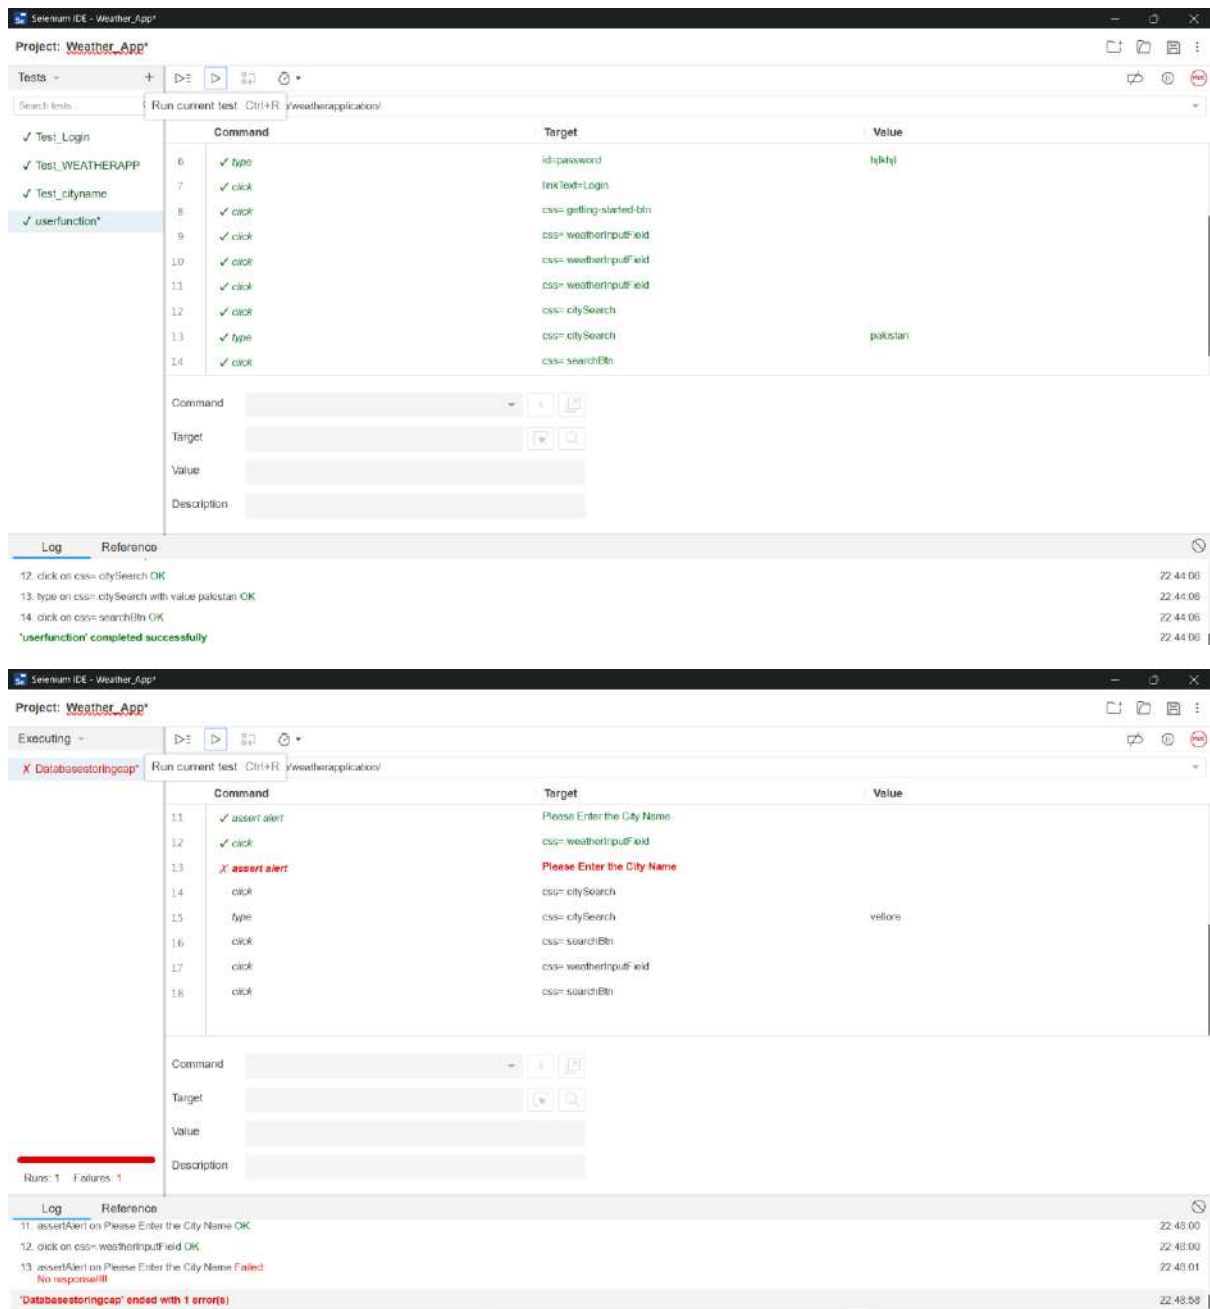 Selenium IDE - Weather_App*
Project: Weather_App*
Tests
Search tests...
Run current test Ctrl+R /weatherapplication/
Command Target Value
✓ Test_Login
✓ Test_WEATHERAPP
✓ Test_cityname
✓ userfunction*
6 ✓ type id=password hjlkhjl
7 ✓ click linkText=Login
8 ✓ click css=.getting-started-btn
9 ✓ click css=.weatherInputField
10 ✓ click css=.weatherInputField
11 ✓ click css=.weatherInputField
12 ✓ click css=.citySearch
13 ✓ type css=.citySearch pakistan
14 ✓ click css=.searchBtn
Command
Target
Value
Description
Log Reference
12. click on css=.citySearch OK 22:44:06
13. type on css=.citySearch with value pakistan OK 22:44:06
14. click on css=.searchBtn OK 22:44:06
'userfunction' completed successfully 22:44:06
Selenium IDE - Weather_App*
Project: Weather_App*
Executing
X Databasestoringcap*
Run current test Ctrl+R /weatherapplication/
Command Target Value
11 ✓ assert alert Please Enter the City Name
12 ✓ click css=.weatherInputField
13 X assert alert Please Enter the City Name
14 click css=.citySearch
15 type css=.citySearch vellore
16 click css=.searchBtn
17 click css=.weatherInputField
18 click css=.searchBtn
Command
Target
Value
Description
Runs: 1 Failures: 1
Log Reference
11. assertAlert on Please Enter the City Name OK 22:48:00
12. click on css=.weatherInputField OK 22:48:00
13. assertAlert on Please Enter the City Name Failed: 22:48:01
No response!!!!
'Databasestoringcap' ended with 1 error(s) 22:48:58